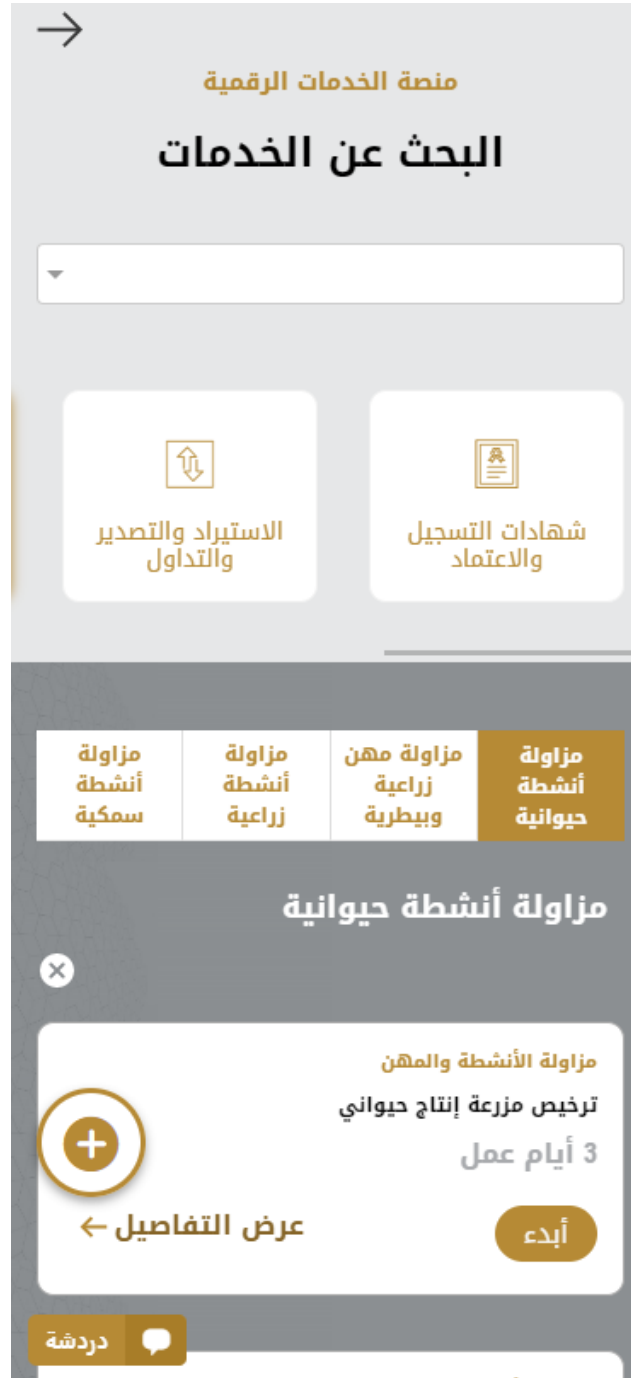 منصة الخدمات الرقمية
البحث عن الخدمات
شهادات التسجيل
والاعتماد
الاستيراد والتصدير
والتداول
مزاولة
أنشطة
حيوانية
مزاولة مهن
زراعية
وبيطرية
مزاولة
أنشطة
زراعية
مزاولة
أنشطة
سمكية
مزاولة أنشطة حيوانية
مزاولة الأنشطة والمهن
ترخيص مزرعة إنتاج حيواني
3 أيام عمل
أبدء
عرض التفاصيل
دردشة